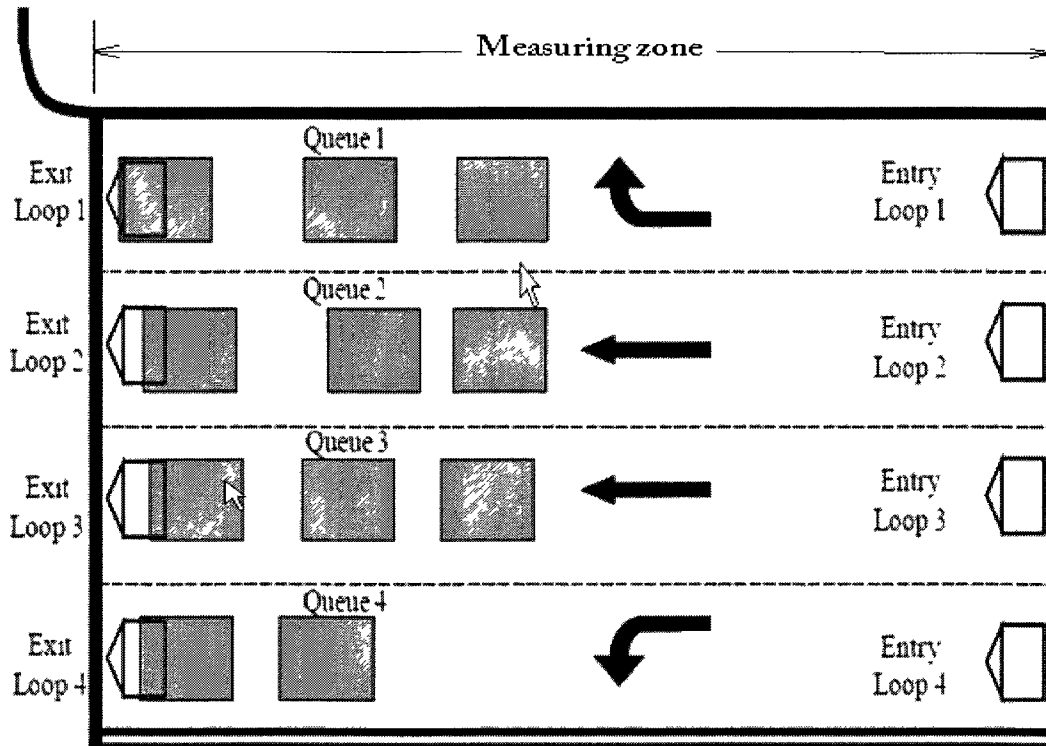 Measuring zone
Queue 1
Exit
Loop 1
Entry
Loop 1
Queue 2
Exit
Loop 2
Entry
Loop 2
Queue 3
Exit
Loop 3
Entry
Loop 3
Queue 4
Exit
Loop 4
Entry
Loop 4